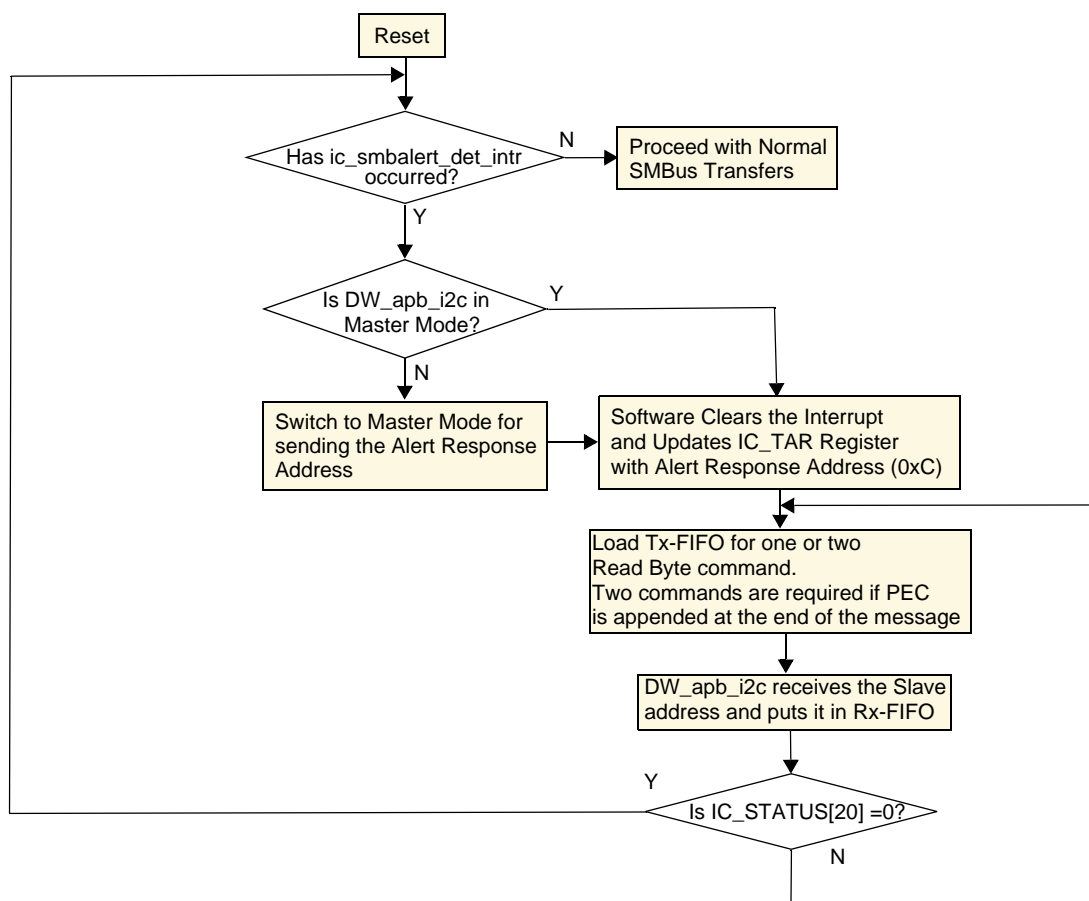 Reset
Has ic_smbalert_det_intr
occurred?
N
Proceed with Normal
SMBus Transfers
Y
Is DW_apb_i2c in
Master Mode?
Y
N
Switch to Master Mode for
sending the Alert Response
Address
Software Clears the Interrupt
and Updates IC_TAR Register
with Alert Response Address (0xC)
Load Tx-FIFO for one or two
Read Byte command.
Two commands are required if PEC
is appended at the end of the message
DW_apb_i2c receives the Slave
address and puts it in Rx-FIFO
Y
Is IC_STATUS[20] =0?
N